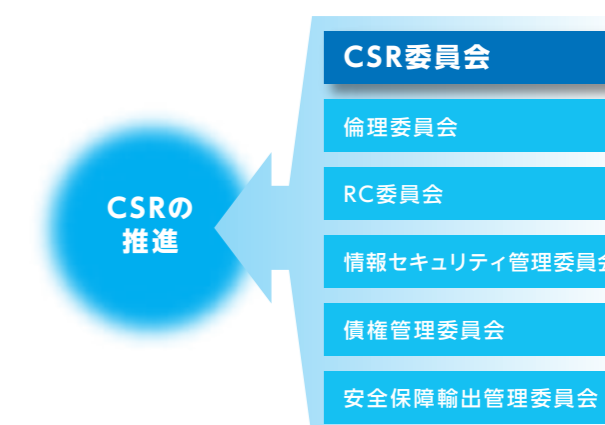 CSR委員会
倫理委員会
RC委員会
CSRの
推進
情報セキュリティ管理委員会
債権管理委員会
安全保障輸出管理委員会